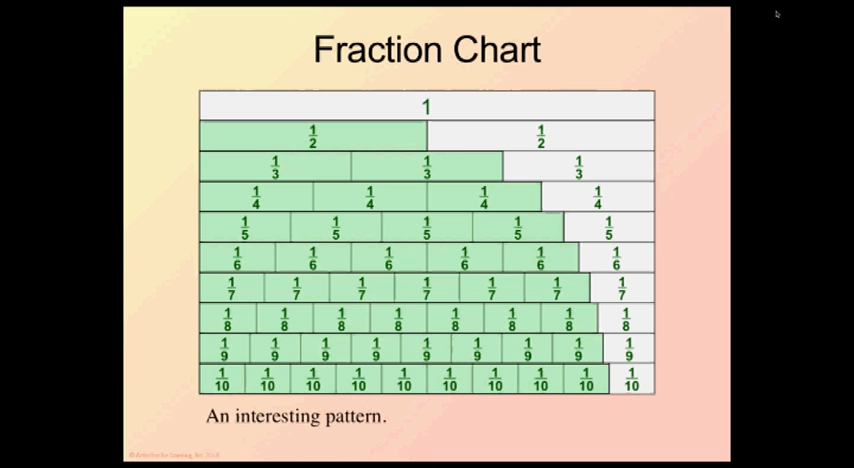 Fraction Chart
1
1/2 1/2
1/3 1/3 1/3
1/4 1/4 1/4 1/4
1/5 1/5 1/5 1/5 1/5
1/6 1/6 1/6 1/6 1/6 1/6
1/7 1/7 1/7 1/7 1/7 1/7 1/7
1/8 1/8 1/8 1/8 1/8 1/8 1/8 1/8
1/9 1/9 1/9 1/9 1/9 1/9 1/9 1/9 1/9
1/10 1/10 1/10 1/10 1/10 1/10 1/10 1/10 1/10 1/10
An interesting pattern.